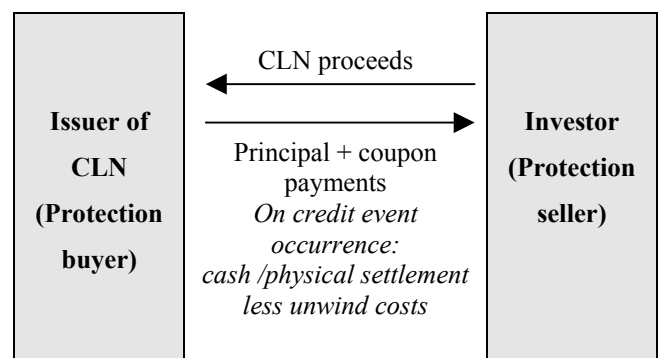 Issuer of
CLN
(Protection
buyer)
CLN proceeds
Principal + coupon
payments
On credit event
occurrence:
cash /physical settlement
less unwind costs
Investor
(Protection
seller)